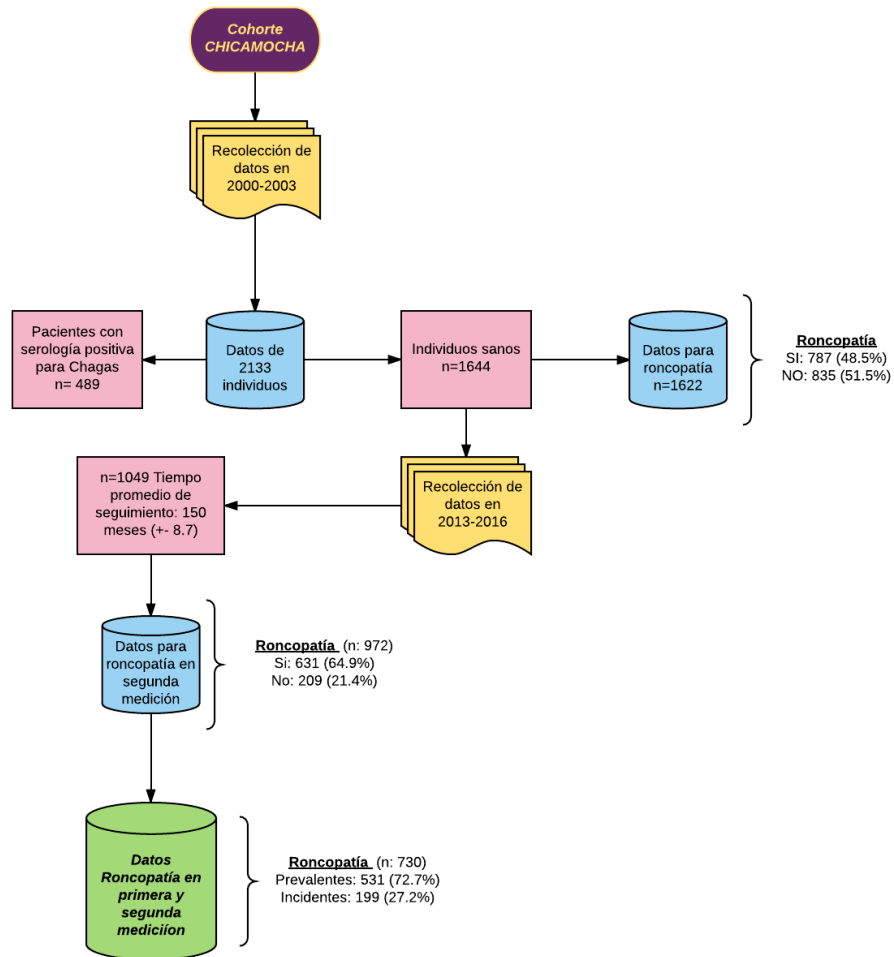 Cohorte
CHICAMOCHA
Recolección de
datos en
2000-2003
Pacientes con
serología positiva
para Chagas
n= 489
Datos de
2133
individuos
Individuos sanos
n=1644
Datos para
roncopatía
n=1622
Roncopatía
SI: 787 (48.5%)
NO: 835 (51.5%)
n=1049 Tiempo
promedio de
seguimiento: 150
meses (+- 8.7)
Recolección de
datos en
2013-2016
Datos para
roncopatía en
segunda
medición
Roncopatía (n: 972)
Si: 631 (64.9%)
No: 209 (21.4%)
Datos
Roncopatía en
primera y
segunda
mediciíon
Roncopatía (n: 730)
Prevalentes: 531 (72.7%)
Incidentes: 199 (27.2%)